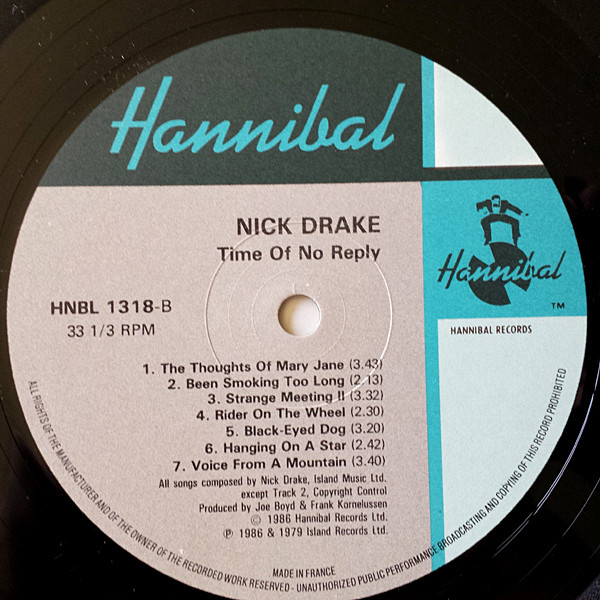 Hannibal
NICK DRAKE
Time Of No Reply
Hannibal
TM
HNBL 1318-B
33 1/3 RPM
HANNIBAL RECORDS
1. The Thoughts Of Mary Jane (3.43)
2. Been Smoking Too Long (2.13)
3. Strange Meeting II (3.32)
4. Rider On The Wheel (2.30)
5. Black-Eyed Dog (3.20)
6. Hanging On A Star (2.42)
7. Voice From A Mountain (3.40)
All songs composed by Nick Drake, Island Music Ltd.
except Track 2, Copyright Control
Produced by Joe Boyd & Frank Kornelussen
© 1986 Hannibal Records Ltd.
℗ 1986 & 1979 Island Records Ltd.
MADE IN FRANCE
ALL RIGHTS OF THE MANUFACTURER AND OF THE OWNER OF THE RECORDED WORK RESERVED - UNAUTHORIZED PUBLIC PERFORMANCE BROADCASTING AND COPYING OF THIS RECORD PROHIBITED